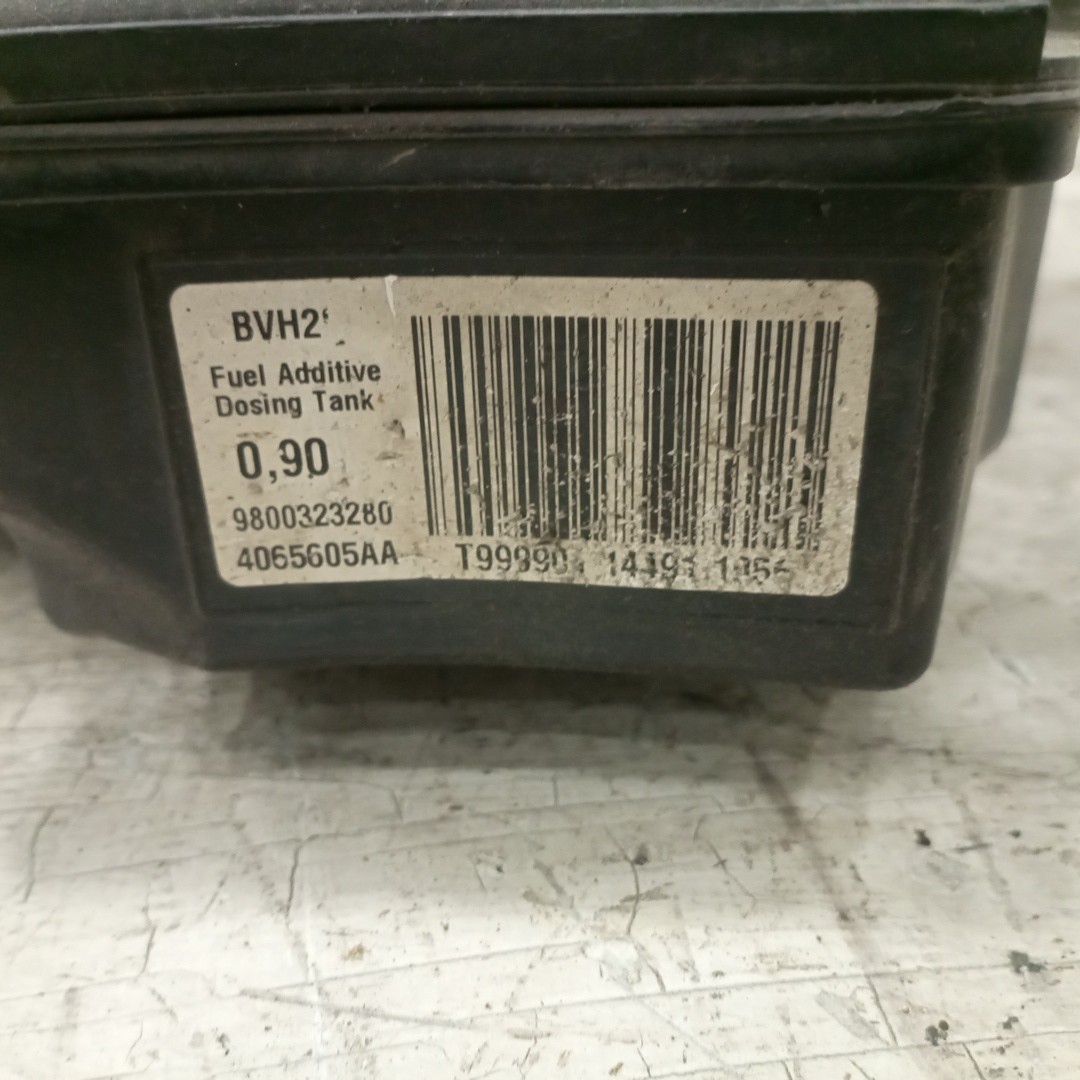 BVH2
Fuel Additive
Dosing Tank
0,90
9800323280
4065605AA